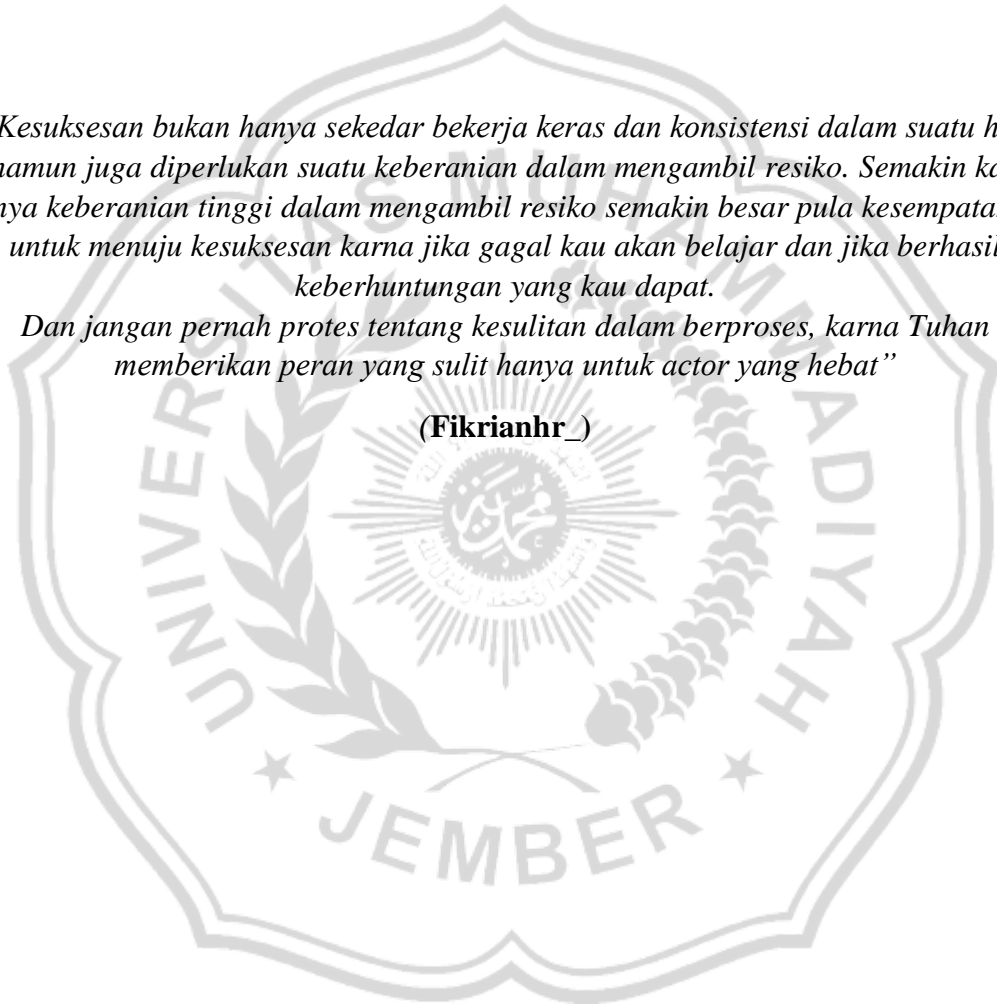 Kesuksesan bukan hanya sekedar bekerja keras dan konsistensi dalam suatu h
namun juga diperlukan suatu keberanian dalam mengambil resiko. Semakin ka
nya keberanian tinggi dalam mengambil resiko semakin besar pula kesempatan
untuk menuju kesuksesan karna jika gagal kau akan belajar dan jika berhasil
keberhuntungan yang kau dapat.
Dan jangan pernah protes tentang kesulitan dalam berproses, karna Tuhan
memberikan peran yang sulit hanya untuk actor yang hebat”
(Fikrianhr_)
UNIVERSITAS MUHAMMADIYAH
JEMBER